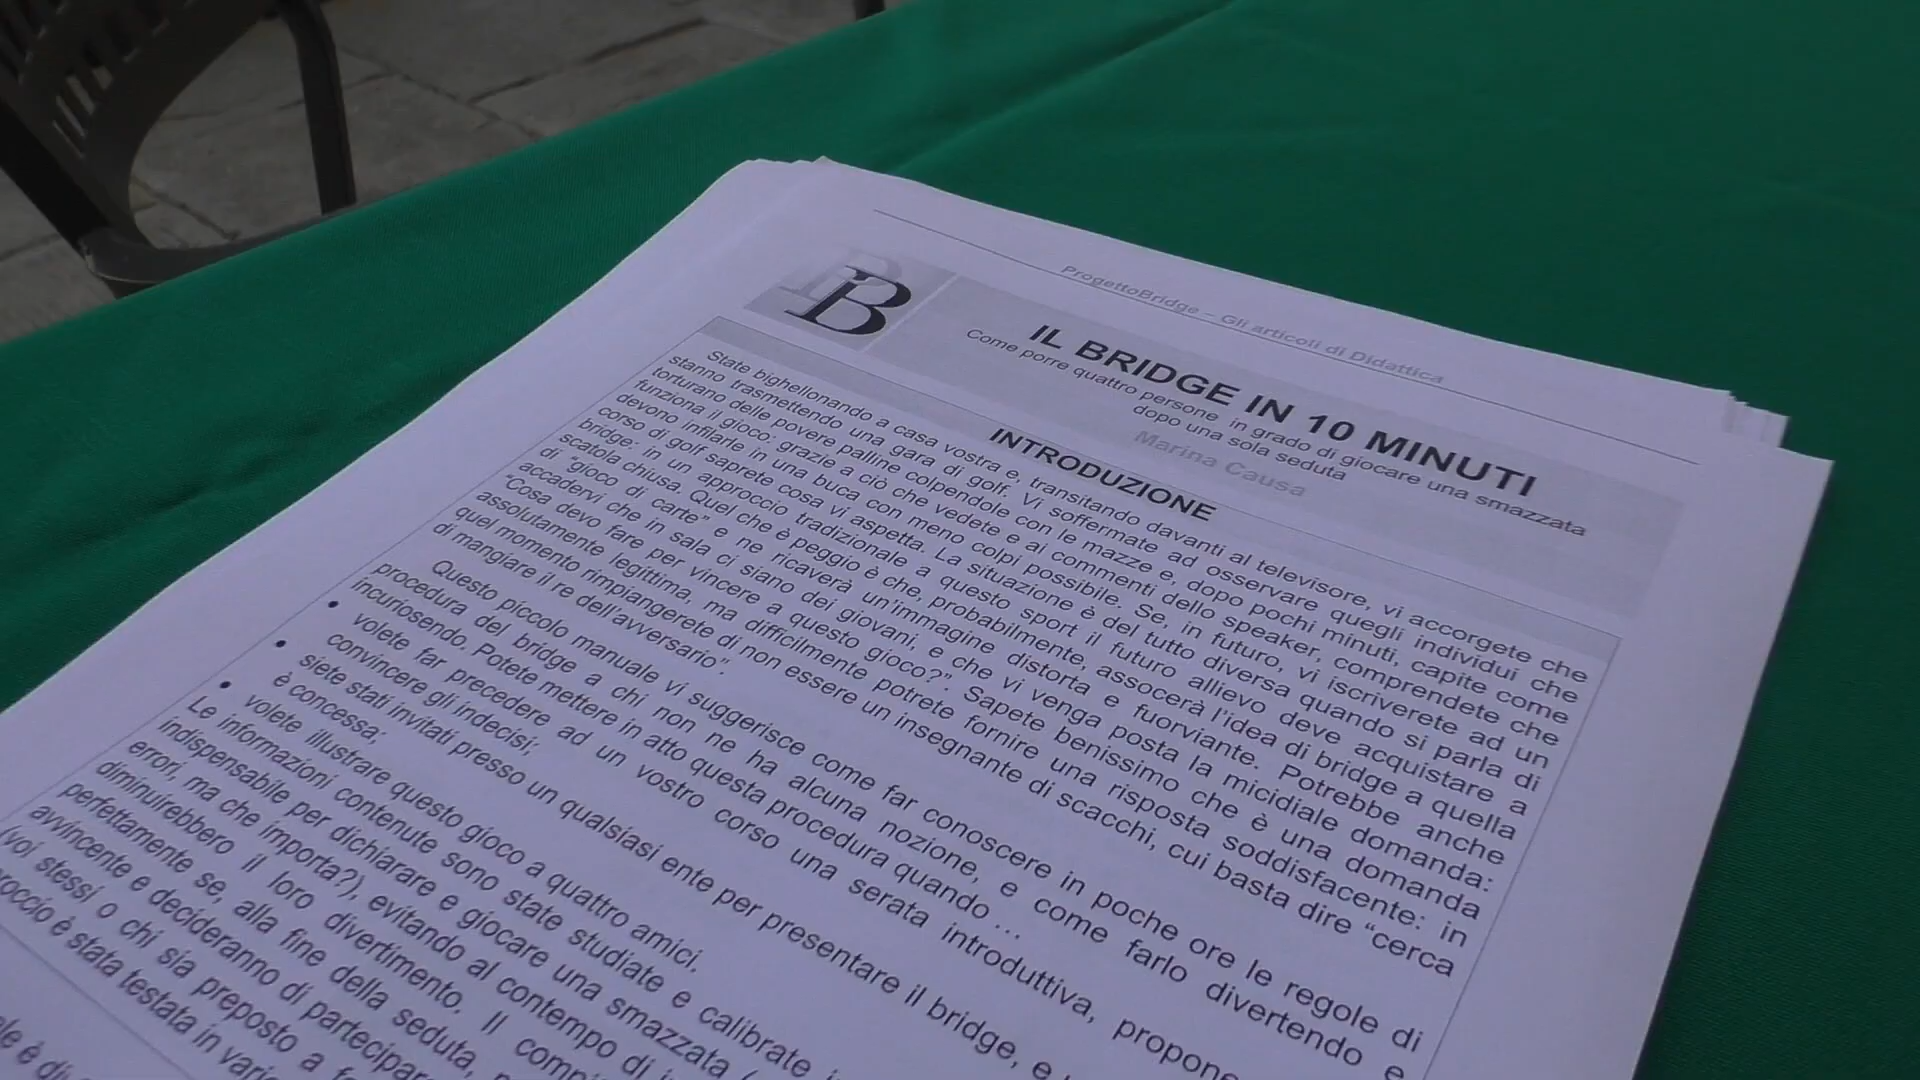 ProgettoBridge – Gli articoli di Didattica
B
IL BRIDGE IN 10 MINUTI
Come porre quattro persone in grado di giocare una smazzata
dopo una sola seduta
Marina Causa
INTRODUZIONE
State bighellonando a casa vostra e, transitando davanti al televisore, vi accorgete che
stanno trasmettendo una gara di golf. Vi soffermate ad osservare quegli individui che
torturano delle povere palline colpendole con le mazze e, dopo pochi minuti, capite come
funziona il gioco: grazie a ciò che vedete e ai commenti dello speaker, comprendete che
devono infilarle in una buca con meno colpi possibile. Se, in futuro, vi iscriverete ad un
corso di golf saprete cosa vi aspetta. La situazione è del tutto diversa quando si parla di
bridge: in un approccio tradizionale a questo sport il futuro allievo deve acquistare a
scatola chiusa. Quel che è peggio è che, probabilmente, assocerà l'idea di bridge a quella
di "gioco di carte" e ne ricaverà un'immagine distorta e fuorviante. Potrebbe anche
accadervi che in sala ci siano dei giovani, e che vi venga posta la micidiale domanda:
"Cosa devo fare per vincere a questo gioco?". Sapete benissimo che è una domanda
assolutamente legittima, ma difficilmente potrete fornire una risposta soddisfacente: in
quel momento rimpiangerete di non essere un insegnante di scacchi, cui basta dire "cerca
di mangiare il re dell'avversario".
Questo piccolo manuale vi suggerisce come far conoscere in poche ore le regole di
procedura del bridge a chi non ne ha alcuna nozione, e come farlo divertendo e
incuriosendo. Potete mettere in atto questa procedura quando …
• volete far precedere ad un vostro corso una serata introduttiva, propone
convincere gli indecisi;
• siete stati invitati presso un qualsiasi ente per presentare il bridge, e
è concessa;
• volete illustrare questo gioco a quattro amici.
Le informazioni contenute sono state studiate e calibrate
indispensabile per dichiarare e giocare una smazzata
errori, ma che importa?), evitando al contempo di
diminuirebbero il loro divertimento. Il
perfettamente se, alla fine della seduta,
avvincente e decideranno di
(voi stessi o chi sia preposto a
è stata testata in